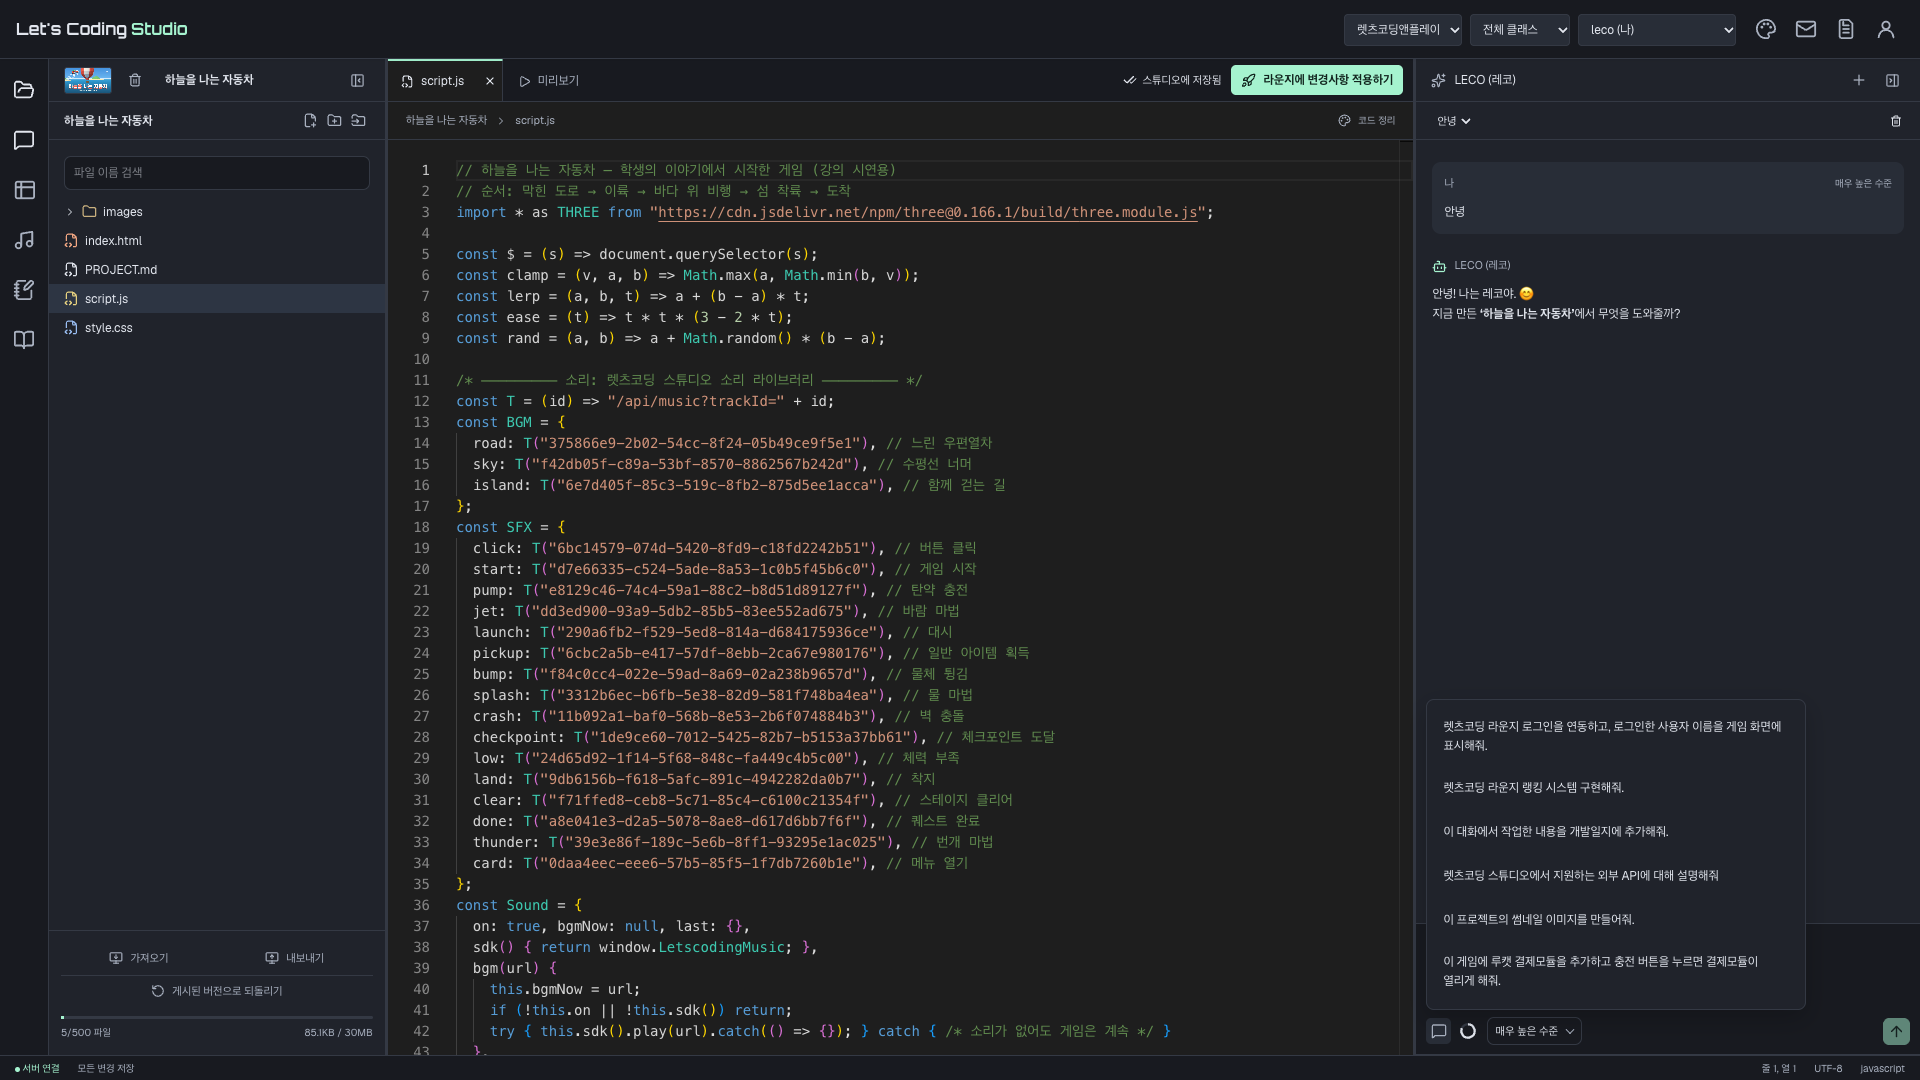 Let's Coding Studio
렛츠코딩앤플레이
전체 클래스
leco (나)
하늘을 나는 자동차
script.js
미리보기
스튜디오에 저장됨
라운지에 변경사항 적용하기
LECO (레코)
하늘을 나는 자동차
하늘을 나는 자동차 > script.js
코드 정리
안녕
파일 이름 검색
images
index.html
PROJECT.md
script.js
style.css
1 // 하늘을 나는 자동차 — 학생의 이야기에서 시작한 게임 (강의 시연용)
2 // 순서: 막힌 도로 → 이륙 → 바다 위 비행 → 섬 착륙 → 도착
3 import * as THREE from "https://cdn.jsdelivr.net/npm/three@0.166.1/build/three.module.js";
4
5 const $ = (s) => document.querySelector(s);
6 const clamp = (v, a, b) => Math.max(a, Math.min(b, v));
7 const lerp = (a, b, t) => a + (b - a) * t;
8 const ease = (t) => t * t * (3 - 2 * t);
9 const rand = (a, b) => a + Math.random() * (b - a);
10
11 /* ───────── 소리: 렛츠코딩 스튜디오 소리 라이브러리 ───────── */
12 const T = (id) => "/api/music?trackId=" + id;
13 const BGM = {
14 road: T("375866e9-2b02-54cc-8f24-05b49ce9f5e1"), // 느린 우편열차
15 sky: T("f42db05f-c89a-53bf-8570-8862567b242d"), // 수평선 너머
16 island: T("6e7d405f-85c3-519c-8fb2-875d5ee1acca"), // 함께 걷는 길
17 };
18 const SFX = {
19 click: T("6bc14579-074d-5420-8fd9-c18fd2242b51"), // 버튼 클릭
20 start: T("d7e66335-c524-5ade-8a53-1c0b5f45b6c0"), // 게임 시작
21 pump: T("e8129c46-74c4-59a1-88c2-b8d51d89127f"), // 탄약 충전
22 jet: T("dd3ed900-93a9-5db2-85b5-83ee552ad675"), // 바람 마법
23 launch: T("290a6fb2-f529-5ed8-814a-d684175936ce"), // 대시
24 pickup: T("6cbc2a5b-e417-57df-8ebb-2ca67e980176"), // 일반 아이템 획득
25 bump: T("f84c0cc4-022e-59ad-8a69-02a238b9657d"), // 물체 튕김
26 splash: T("3312b6ec-b6fb-5e38-82d9-581f748ba4ea"), // 물 마법
27 crash: T("11b092a1-baf0-568b-8e53-2b6f074884b3"), // 벽 충돌
28 checkpoint: T("1de9ce60-7012-5425-82b7-b5153a37bb61"), // 체크포인트 도달
29 low: T("24d65d92-1f14-5f68-848c-fa449c4b5c00"), // 체력 부족
30 land: T("9db6156b-f618-5afc-891c-4942282da0b7"), // 착지
31 clear: T("f71ffed8-ceb8-5c71-85c4-c6100c21354f"), // 스테이지 클리어
32 done: T("a8e041e3-d2a5-5078-8ae8-d617d6bb7f6f"), // 퀘스트 완료
33 thunder: T("39e3e86f-189c-5e6b-8ff1-93295e1ac025"), // 번개 마법
34 card: T("0daa4eec-eee6-57b5-85f5-1f7db7260b1e"), // 메뉴 열기
35 };
36 const Sound = {
37 on: true, bgmNow: null, last: {},
38 sdk() { return window.LetscodingMusic; },
39 bgm(url) {
40 this.bgmNow = url;
41 if (!this.on || !this.sdk()) return;
42 try { this.sdk().play(url).catch(() => {}); } catch { /* 소리가 없어도 게임은 계속 */ }
43 },
나
매우 높은 수준
안녕
LECO (레코)
안녕! 나는 레코야. 😊
지금 만든 ‘하늘을 나는 자동차’에서 무엇을 도와줄까?
렛츠코딩 라운지 로그인을 연동하고, 로그인한 사용자 이름을 게임 화면에
표시해줘.
렛츠코딩 라운지 랭킹 시스템 구현해줘.
이 대화에서 작업한 내용을 개발일지에 추가해줘.
렛츠코딩 스튜디오에서 지원하는 외부 API에 대해 설명해줘
이 프로젝트의 썸네일 이미지를 만들어줘.
이 게임에 루캣 결제모듈을 추가하고 충전 버튼을 누르면 결제모듈이
열리게 해줘.
매우 높은 수준
가져오기
내보내기
게시된 버전으로 되돌리기
5/500 파일
85.1KB / 30MB
서버 연결
모든 변경 저장
줄 1, 열 1
UTF-8
javascript